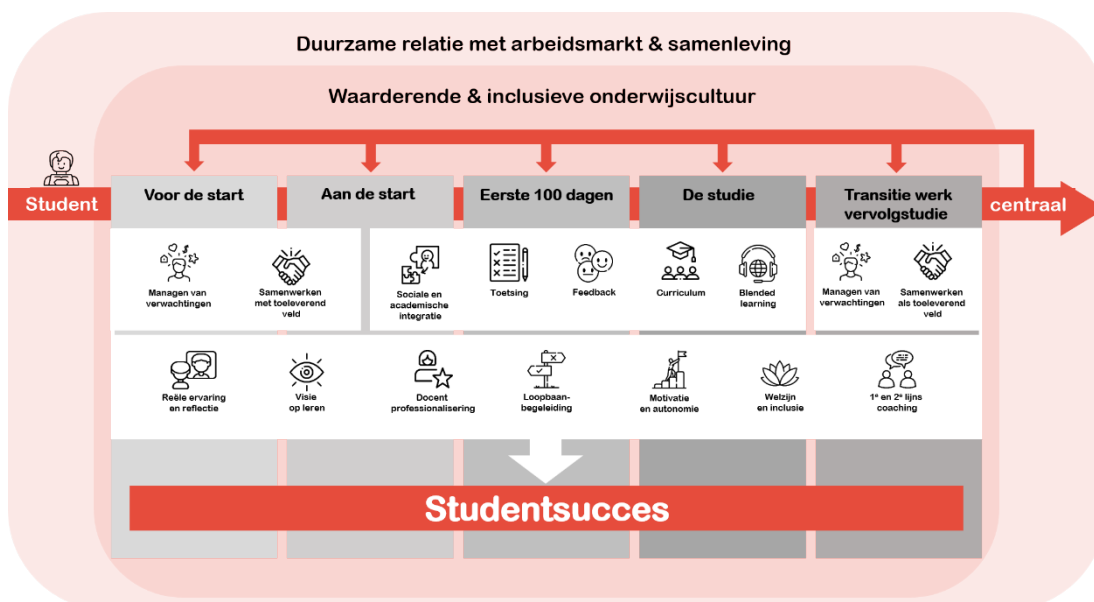 Duurzame relatie met arbeidsmarkt & samenleving
Waarderende & inclusieve onderwijscultuur
Student
Voor de start
Aan de start
Eerste 100 dagen
De studie
Transitie werk
vervolgstudie
centraal
Managen van
verwachtingen
Samenwerken
met toeleverend
veld
Sociale en
academische
integratie
Toetsing
Feedback
Curriculum
Blended
learning
Managen van
verwachtingen
Samenwerken
als toeleverend
veld
Reële ervaring
en reflectie
Visie
op leren
Docent
professionalisering
Loopbaan-
begeleiding
Motivatie
en autonomie
Welzijn
en inclusie
1e en 2e lijns
coaching
Studentsucces